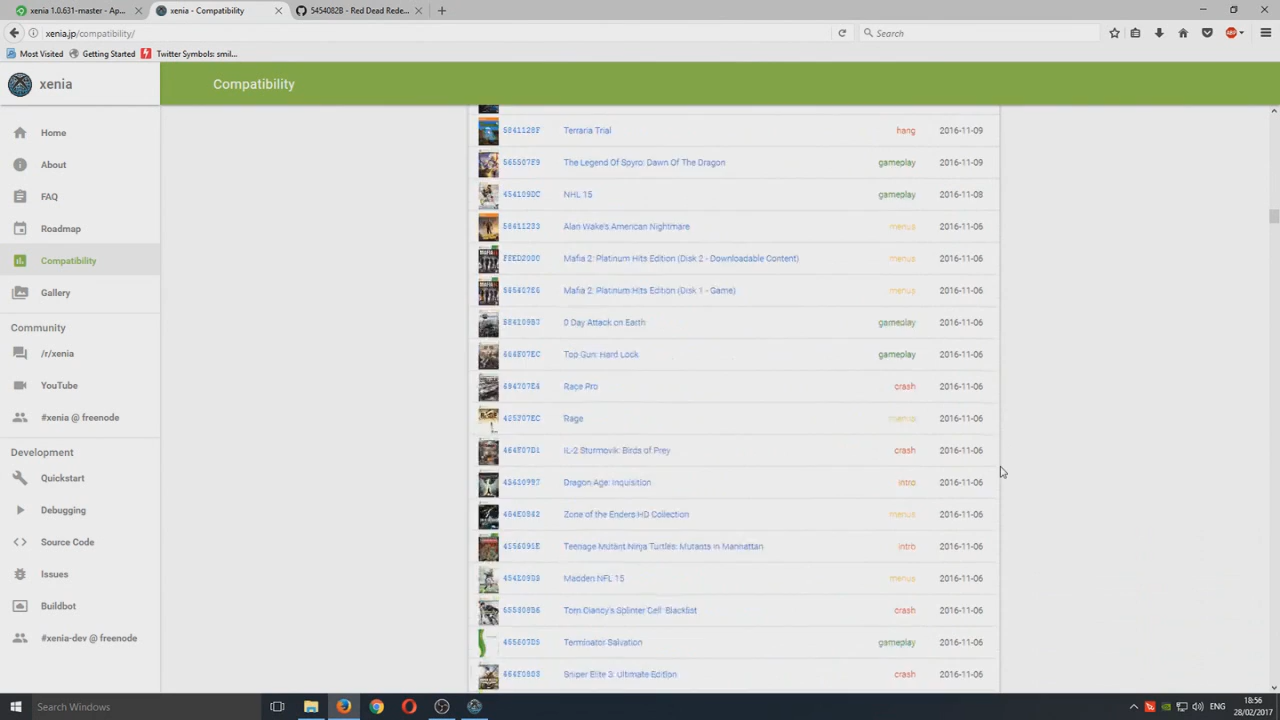 xenia 1.0.631-master - Ap...
xenia - Compatibility
5454082B - Red Dead Rede...
xenia.jp/compatibility/
Search
Most Visited
Getting Started
Twitter Symbols: smil...
xenia
Compatibility
Home
About
FAQ
Roadmap
Compatibility
Gallery
Community
/r/xenia
YouTube
#xenia @ freenode
Development
Quickstart
Debugging
Source Code
Issues
Buildbot
#xenia-dev @ freenode
5841128F Terraria Trial hang 2016-11-09
The Legend Of Spyro: Dawn Of The Dragon gameplay 2016-11-09
NHL 15 gameplay 2016-11-08
Alan Wake's American Nightmare menus 2016-11-06
Mafia 2: Platinum Hits Edition (Disk 2 - Downloadable Content) menus 2016-11-06
Mafia 2: Platinum Hits Edition (Disk 1 - Game) menus 2016-11-06
0 Day Attack on Earth gameplay 2016-11-06
Top Gun: Hard Lock gameplay 2016-11-06
Race Pro crash 2016-11-06
Rage menus 2016-11-06
IL-2 Sturmovik: Birds of Prey crash 2016-11-06
Dragon Age: Inquisition intro 2016-11-06
Zone of the Enders HD Collection menus 2016-11-06
Teenage Mutant Ninja Turtles: Mutants in Manhattan intro 2016-11-06
Madden NFL 15 menus 2016-11-06
Tom Clancy's Splinter Cell: Blacklist crash 2016-11-06
Terminator Salvation gameplay 2016-11-06
Sniper Elite 3: Ultimate Edition crash 2016-11-06
Search Windows
ENG
18:56
28/02/2017